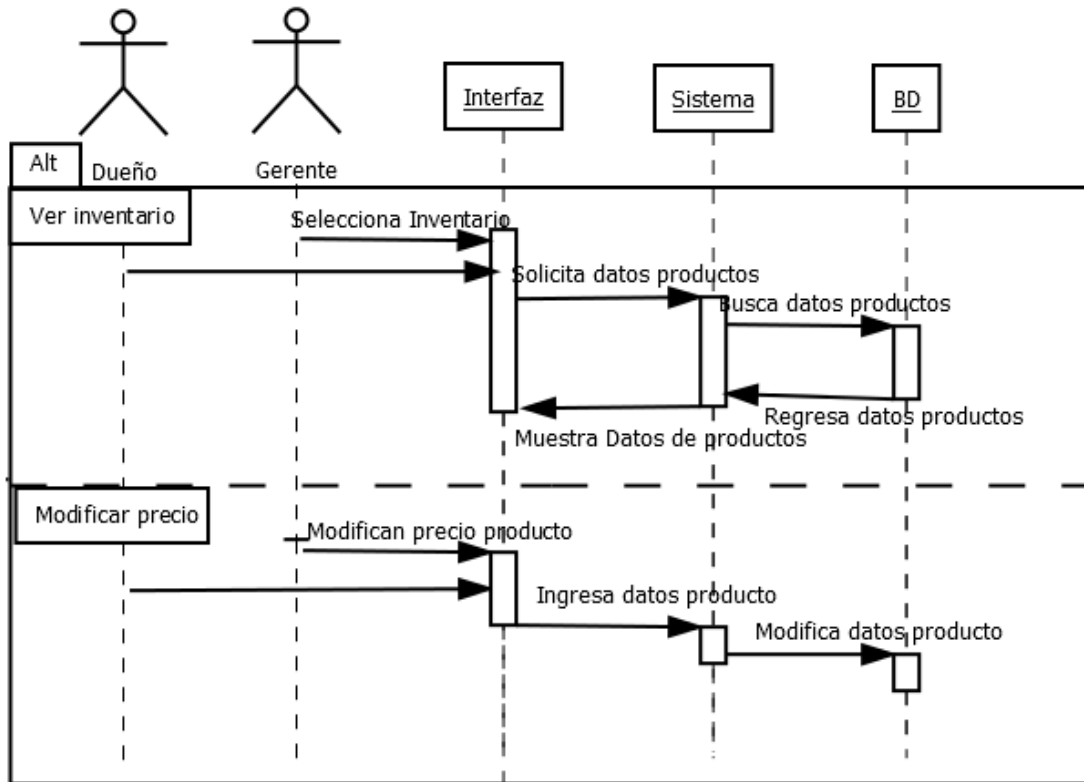 Interfaz
Sistema
BD
Alt
Dueño
Gerente
Ver inventario
Selecciona Inventario
Solicita datos productos
Busca datos productos
Regresa datos productos
Muestra Datos de productos
Modificar precio
Modifican precio producto
Ingresa datos producto
Modifica datos producto